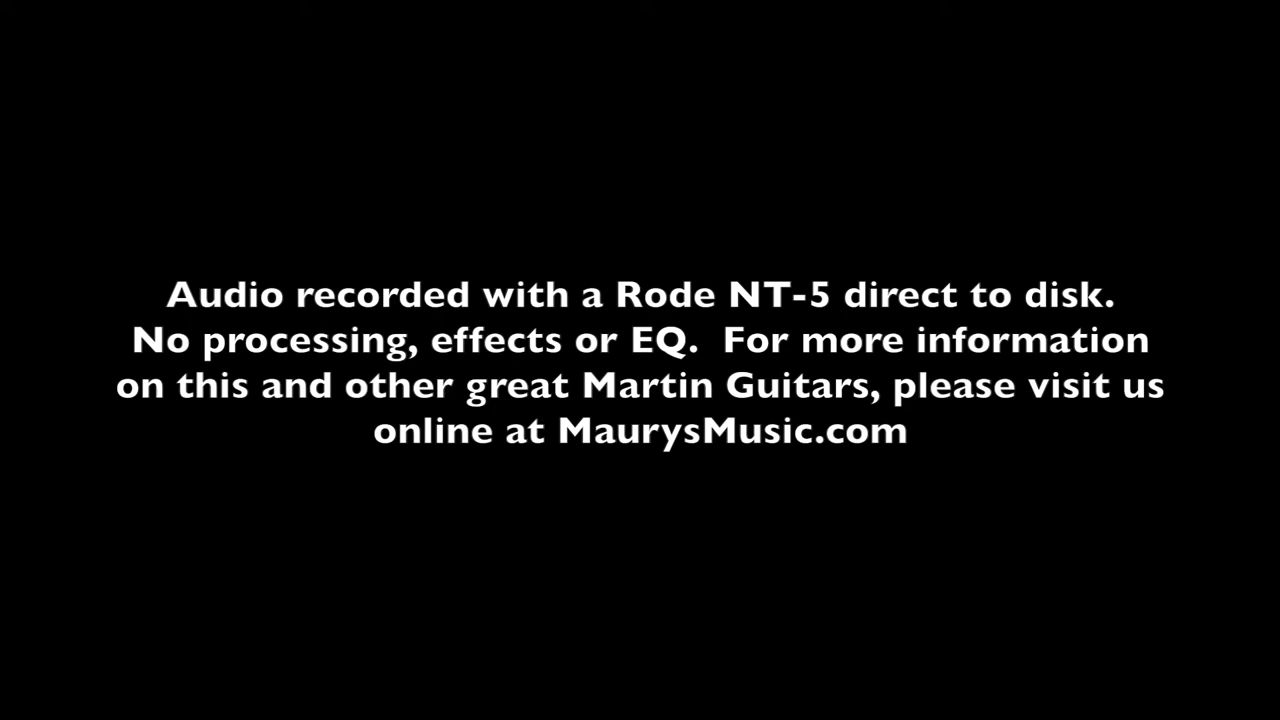 Audio recorded with a Rode NT-5 direct to disk.
No processing, effects or EQ.  For more information
on this and other great Martin Guitars, please visit us
online at MaurysMusic.com